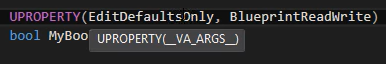 UPROPERTY(EditDefaultsOnly, BlueprintReadWrite)
bool MyBoo
UPROPERTY(__VA_ARGS__)